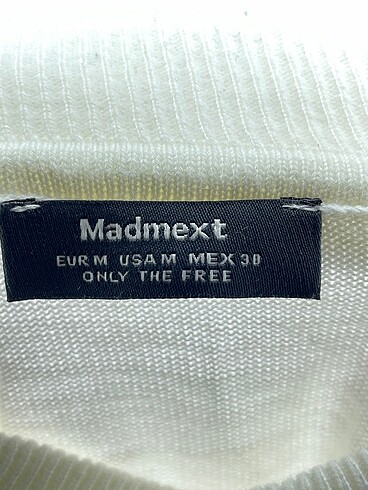 Madmext
EUR M USA M MEX 30
ONLY THE FREE